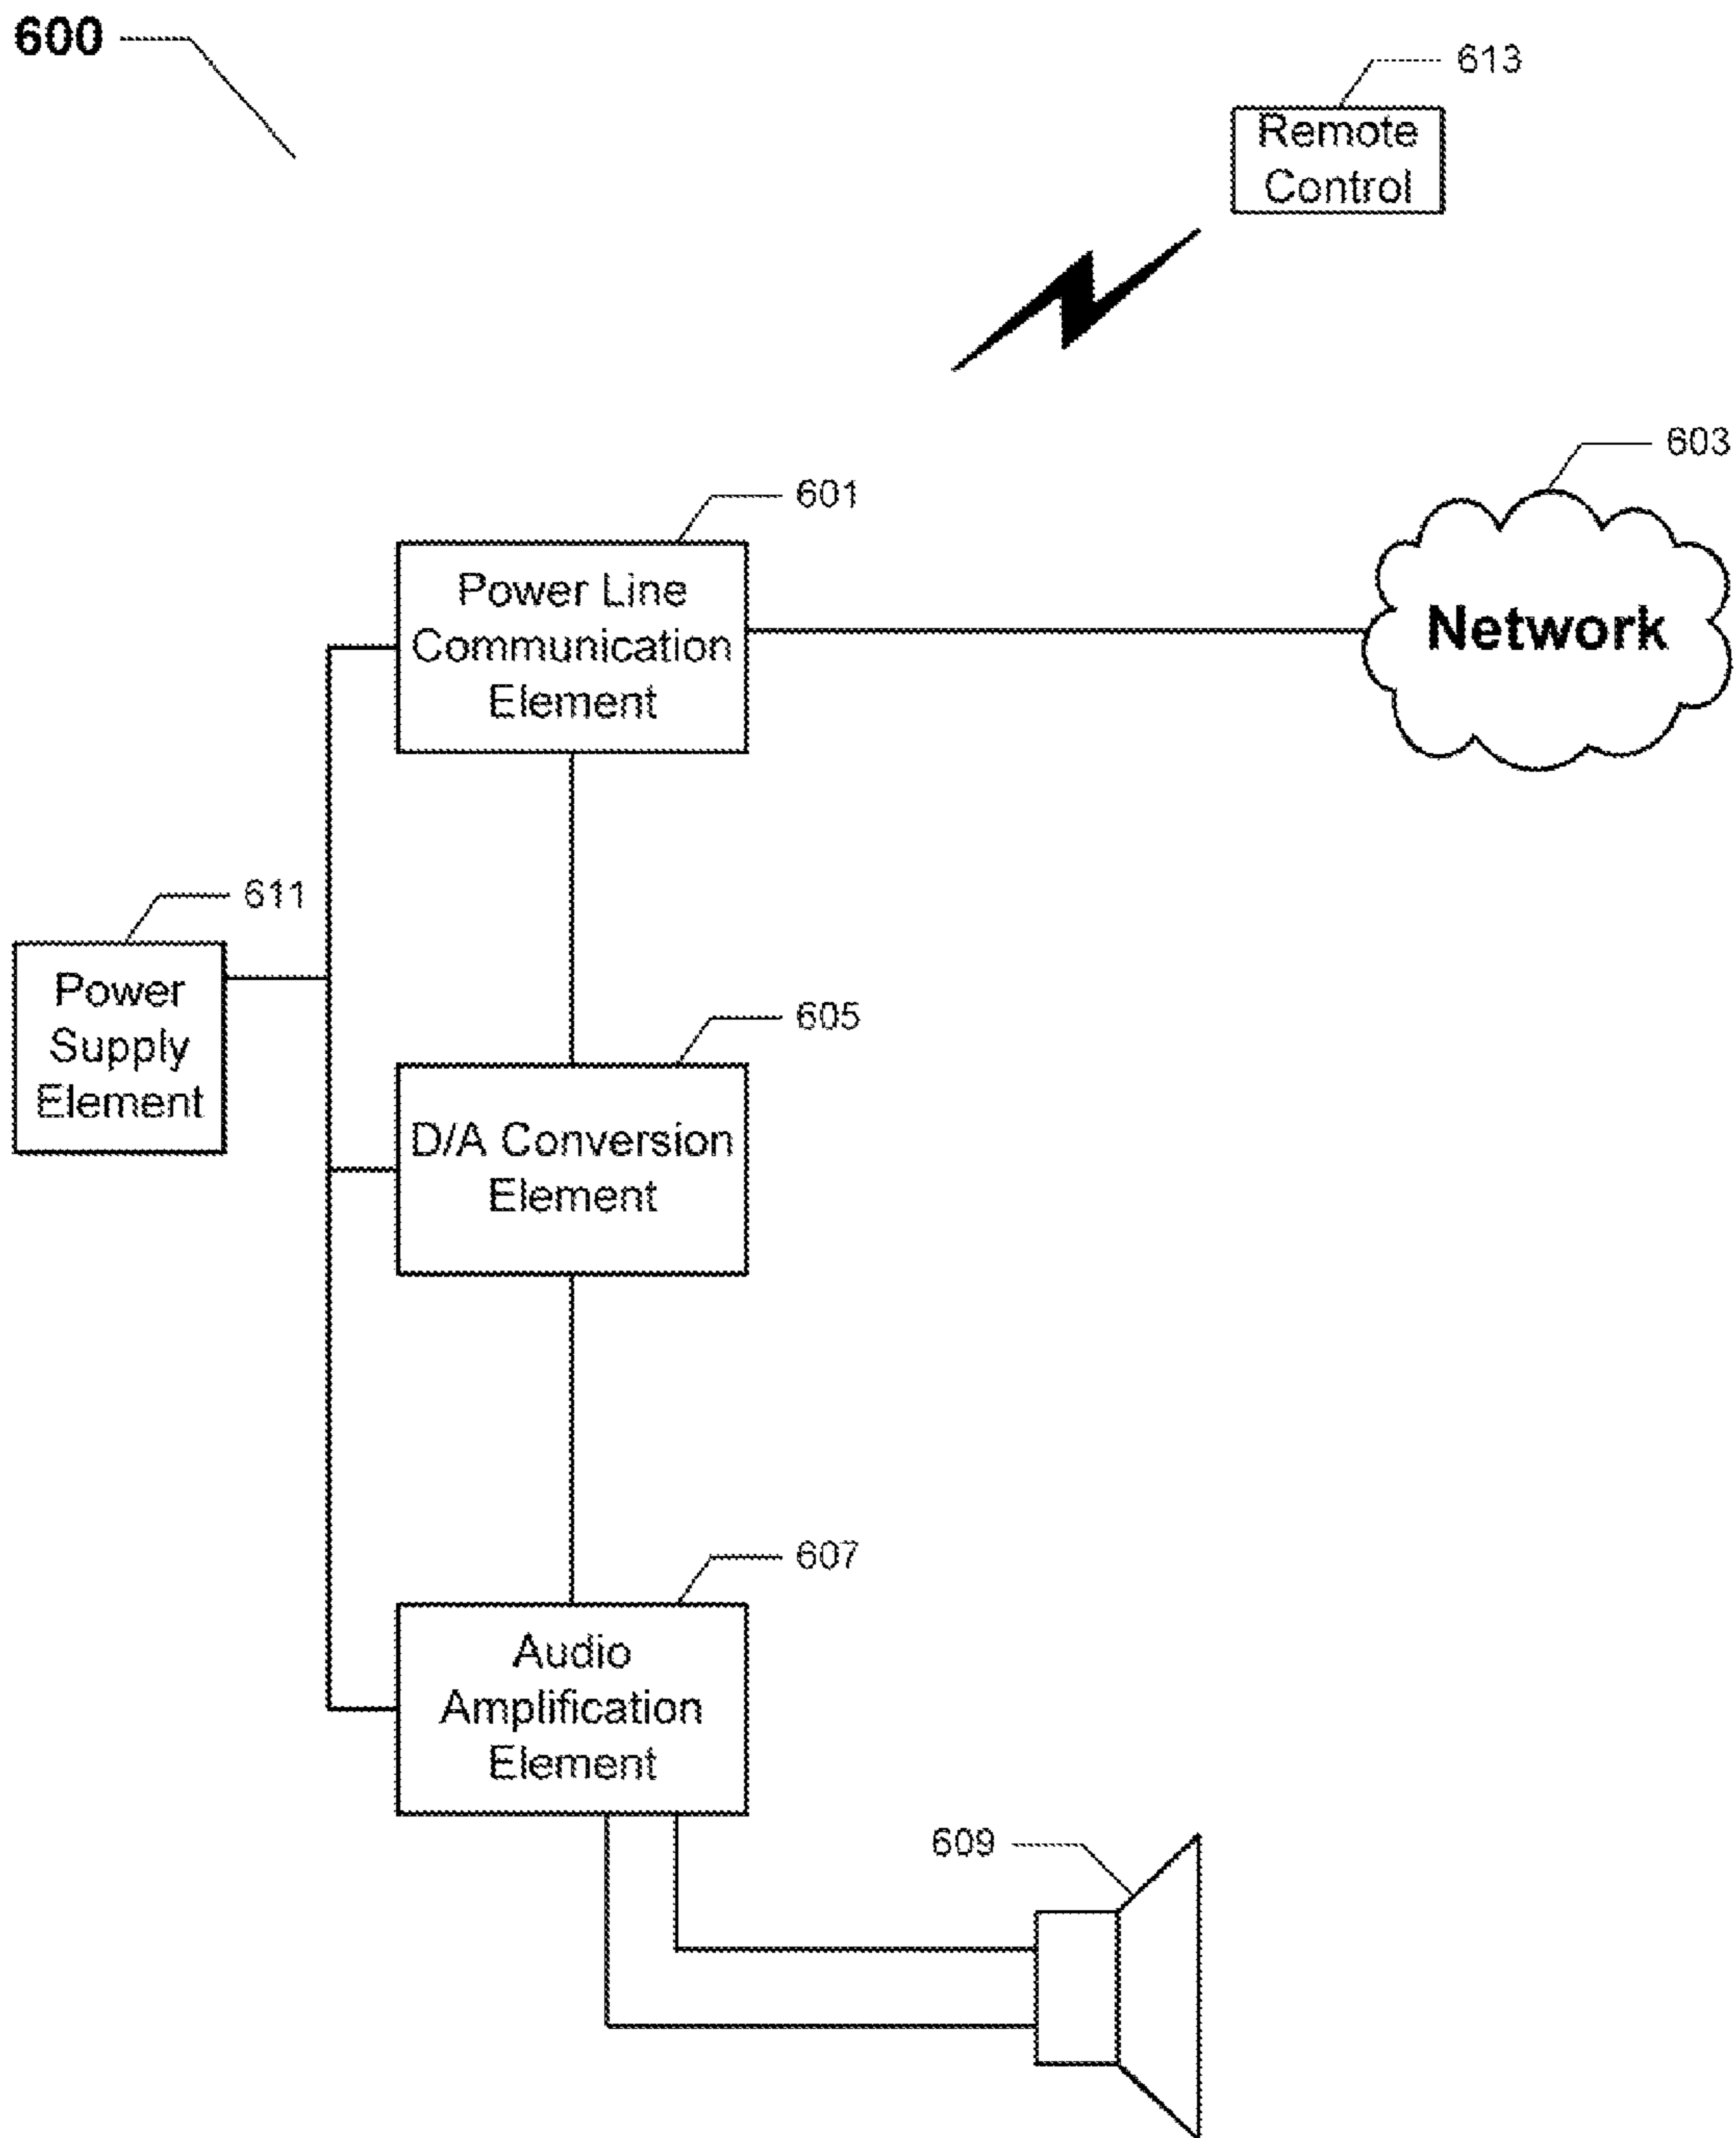 600
613
Remote
Control
603
Network
601
Power Line
Communication
Element
611
Power
Supply
Element
605
D/A Conversion
Element
607
Audio
Amplification
Element
609